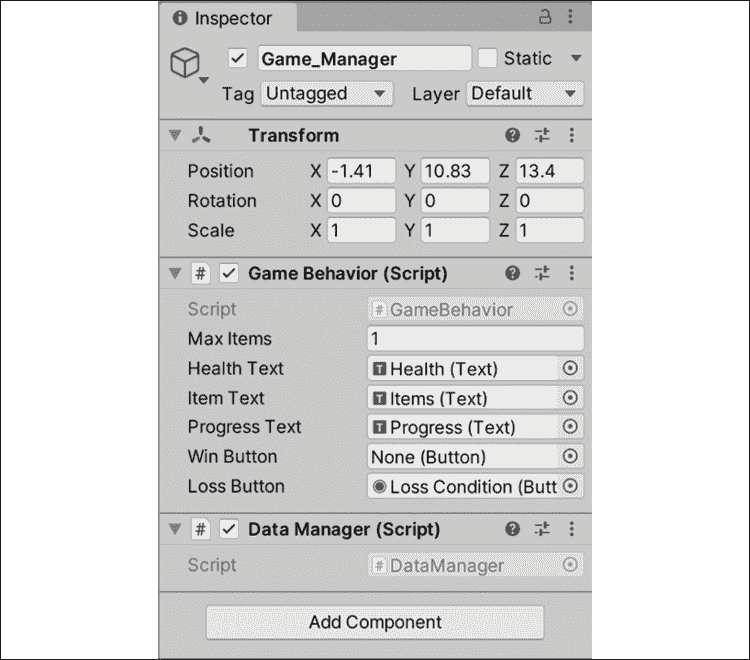 Inspector
Game_Manager Static
Tag Untagged Layer Default
Transform
Position X -1.41 Y 10.83 Z 13.4
Rotation X 0 Y 0 Z 0
Scale X 1 Y 1 Z 1
# Game Behavior (Script)
Script # GameBehavior
Max Items 1
Health Text T Health (Text)
Item Text T Items (Text)
Progress Text T Progress (Text)
Win Button None (Button)
Loss Button Loss Condition (Butt
# Data Manager (Script)
Script # DataManager
Add Component